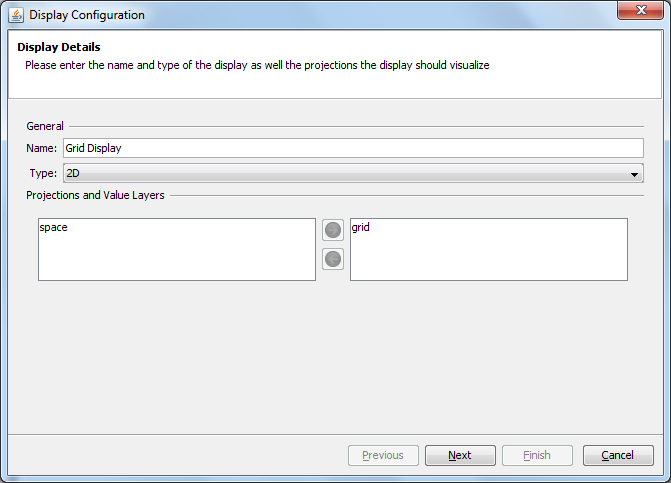 Display Configuration
Display Details
Please enter the name and type of the display as well the projections the display should visualize
General
Name: Grid Display
Type: 2D
Projections and Value Layers
space grid
Previous Next Finish Cancel